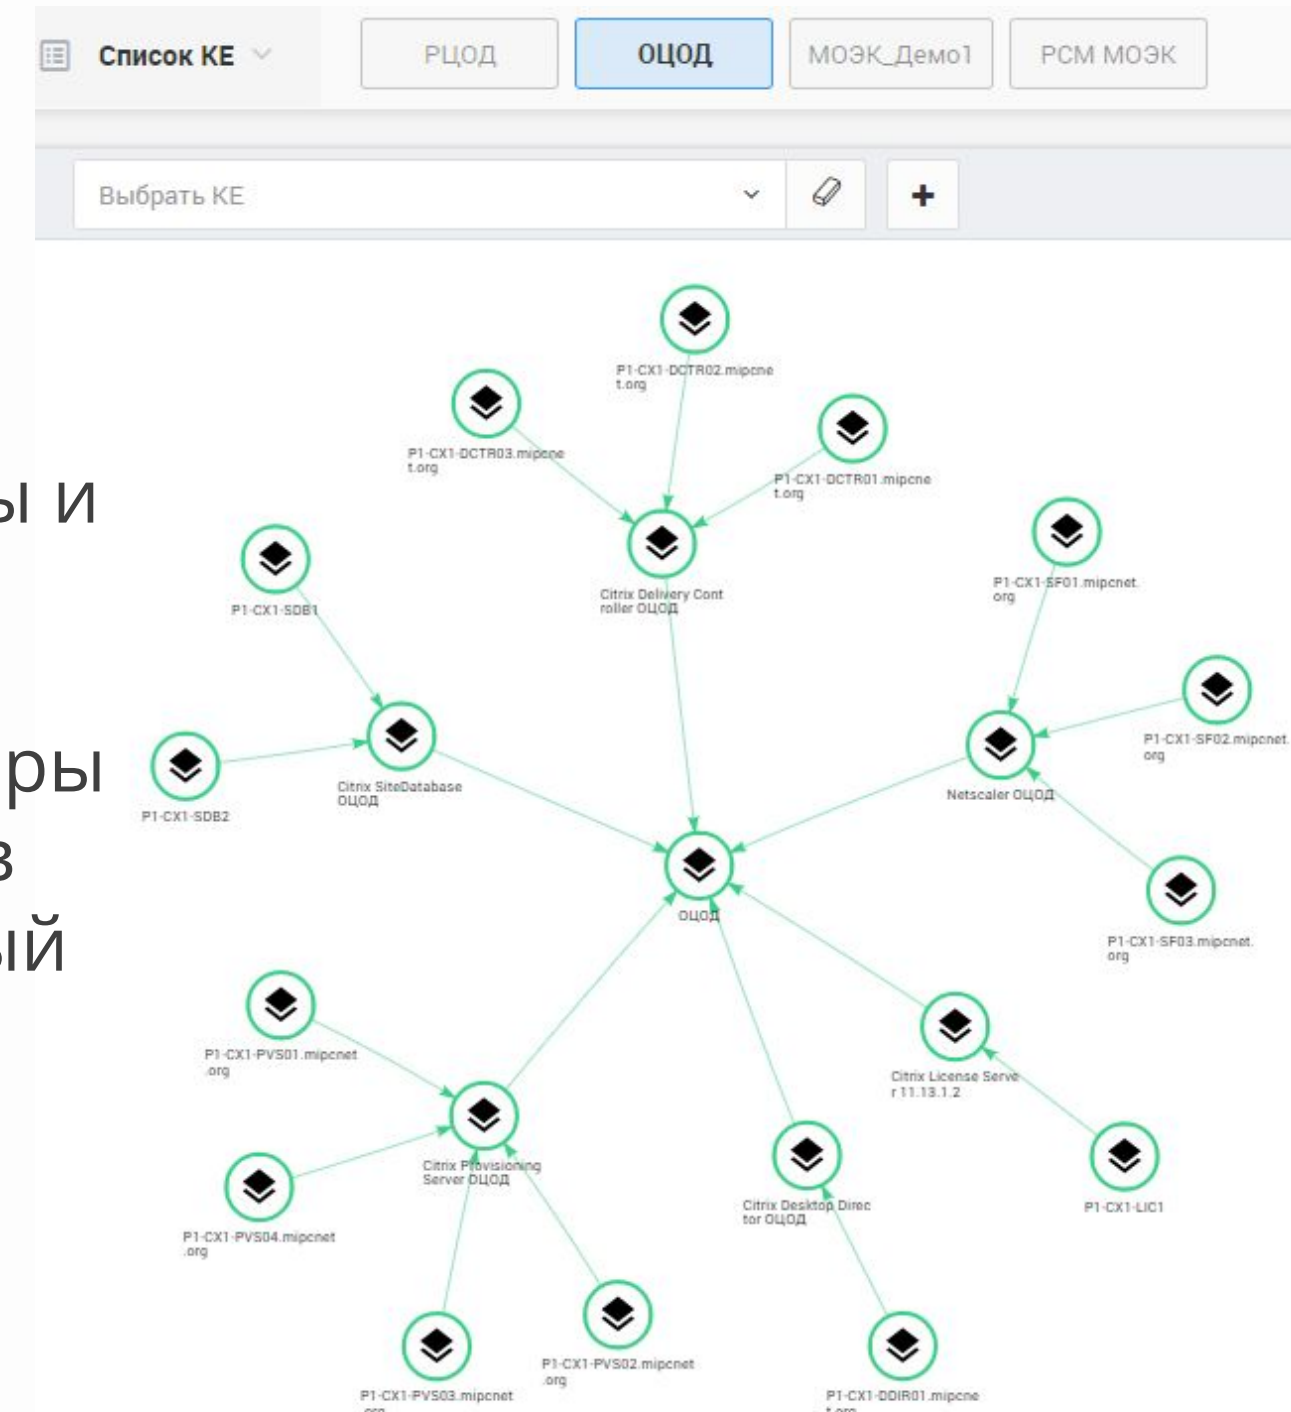 Список КЕ
РЦОД
ОЦОД
МОЭК_Демо1
РСМ МОЭК
Выбрать КЕ
P1-CX1-DCTR02.mipcne
t.org
P1-CX1-DCTR03.mipcne
t.org
P1-CX1-DCTR01.mipcne
t.org
ы и
P1-CX1-SDB1
Citrix Delivery Cont
roller ОЦОД
P1-CX1-SF01.mipcnet.
org
P1-CX1-SF02.mipcnet.
org
ры
Citrix SiteDatabase
ОЦОД
Netscaler ОЦОД
P1-CX1-SDB2
в
ОЦОД
ый
P1-CX1-SF03.mipcnet.
org
P1-CX1-PVS01.mipcnet
.org
Citrix License Serve
r 11.13.1.2
Citrix Provisioning
Server ОЦОД
Citrix Desktop Direc
tor ОЦОД
P1-CX1-LIC1
P1-CX1-PVS04.mipcnet
.org
P1-CX1-PVS02.mipcnet
.org
P1-CX1-PVS03.mipcnet
.org
P1-CX1-DDIR01.mipcne
t.org